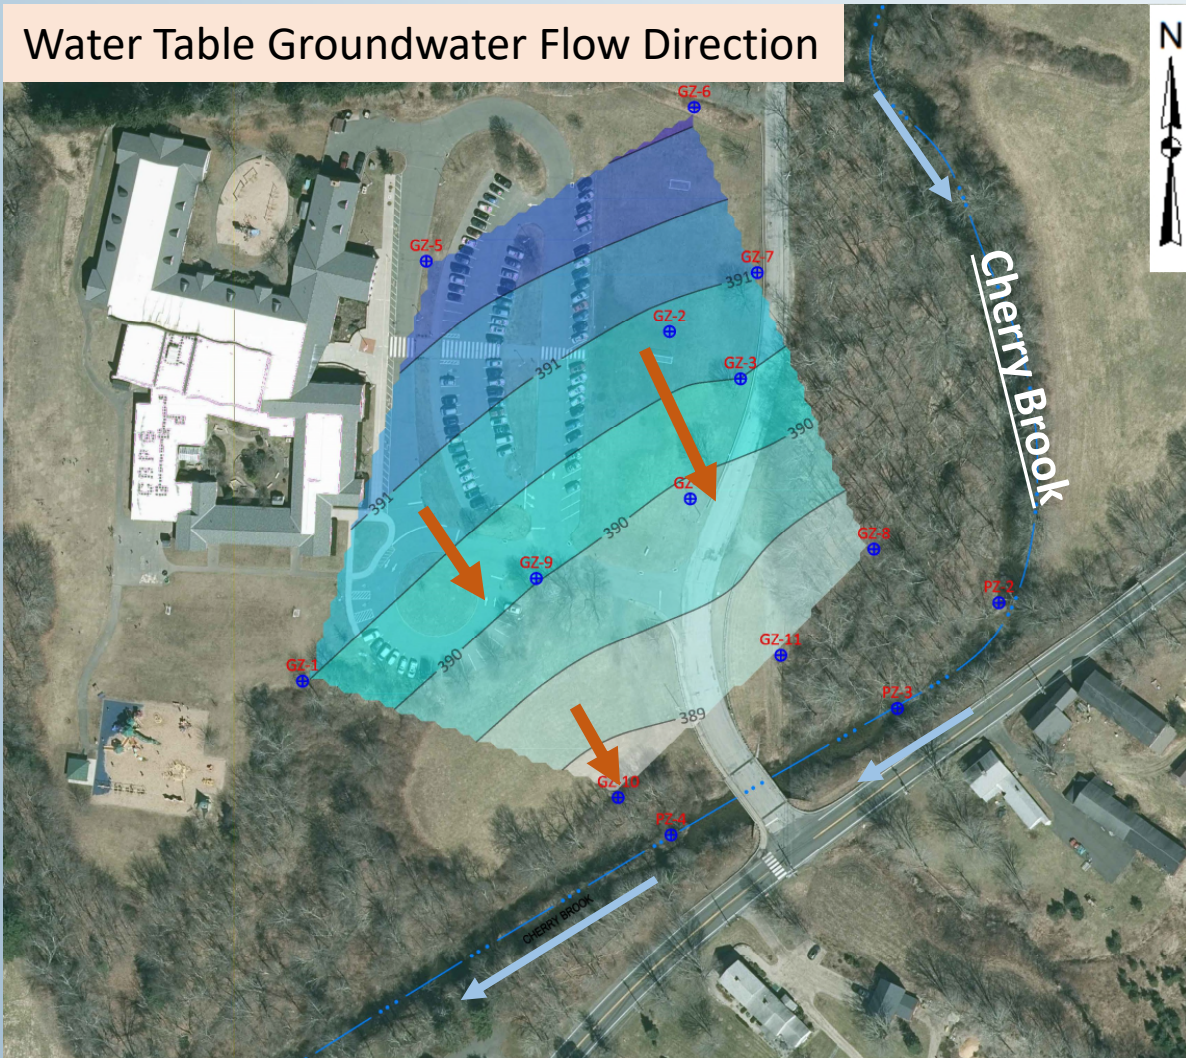 Water Table Groundwater Flow Direction
N
GZ-6
GZ-5
GZ-7
391
GZ-2
391
GZ-3
Cherry Brook
390
GZ
391
390
GZ-8
GZ-9
PZ-2
390
GZ-11
GZ-1
PZ-3
389
GZ-10
PZ-4
CHERRY BROOK